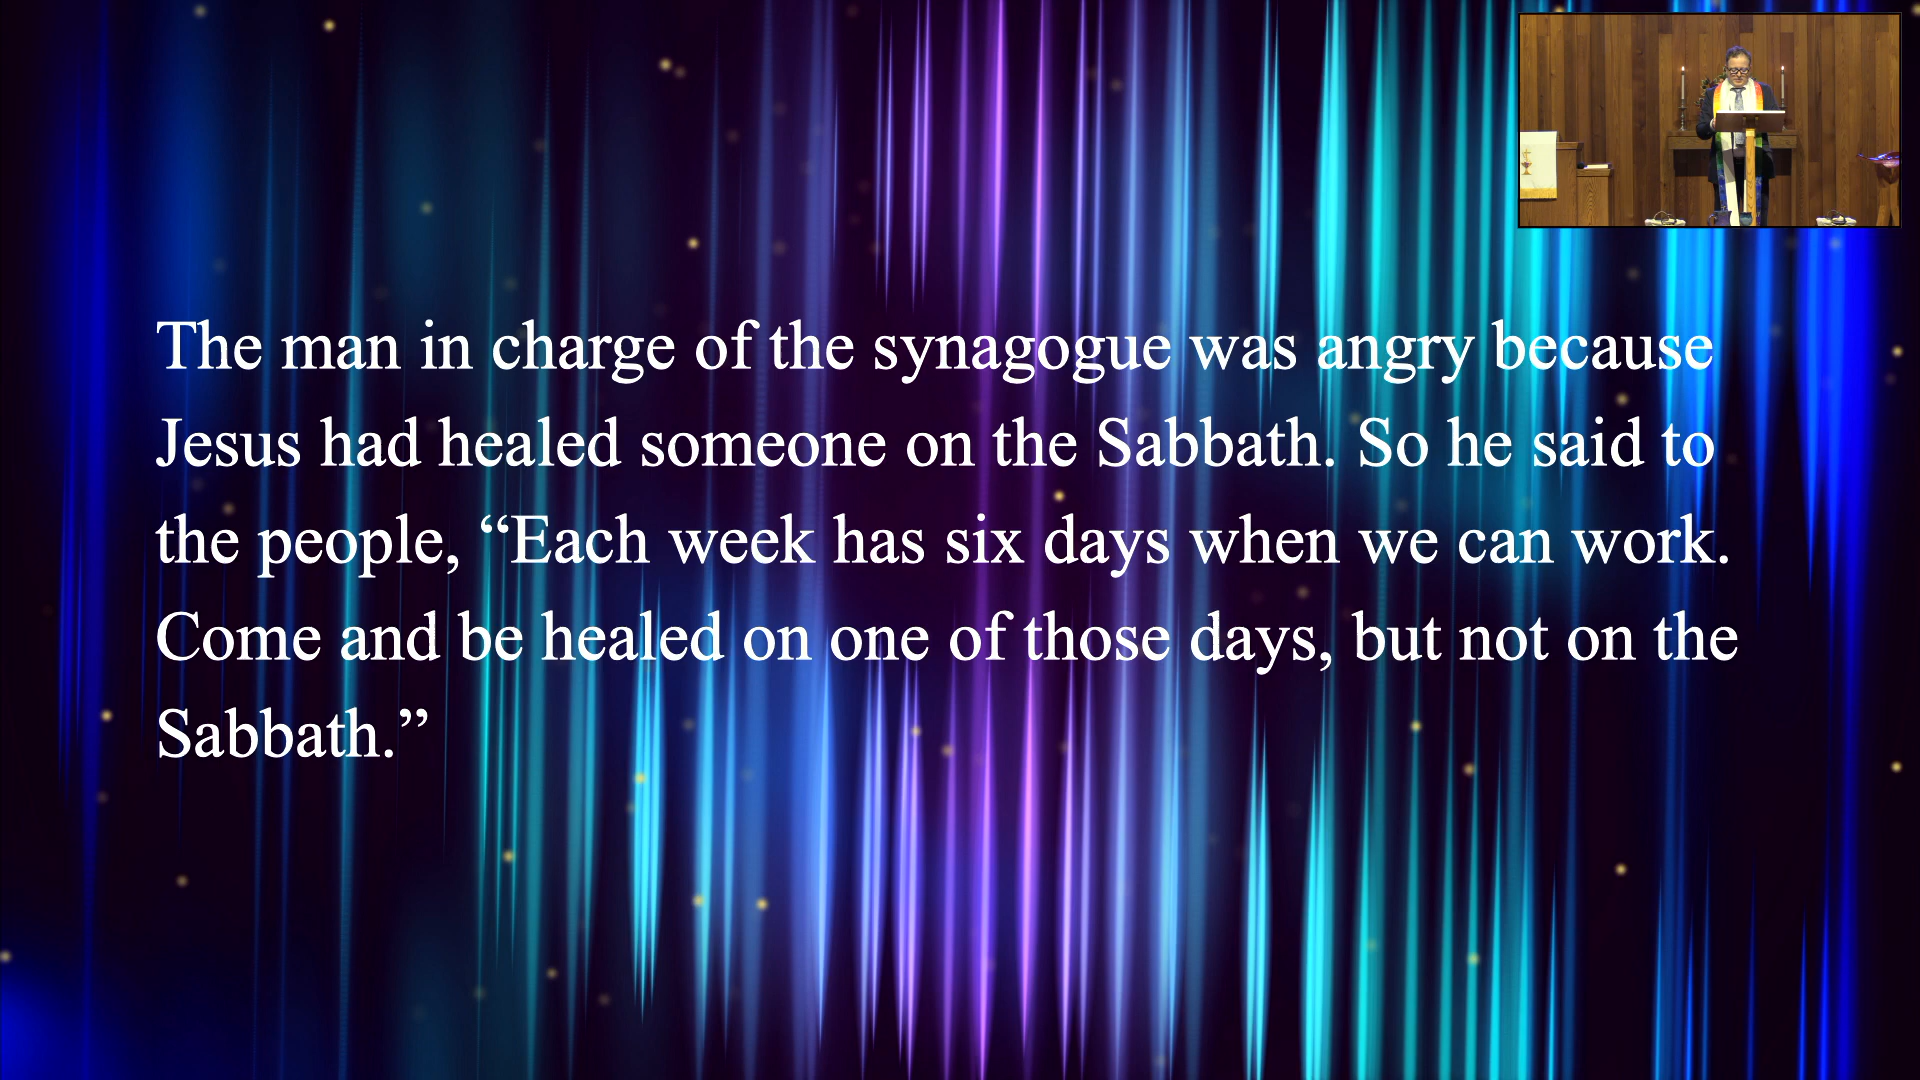 The man in charge of the synagogue was angry because
Jesus had healed someone on the Sabbath. So he said to
the people, “Each week has six days when we can work.
Come and be healed on one of those days, but not on the
Sabbath.”